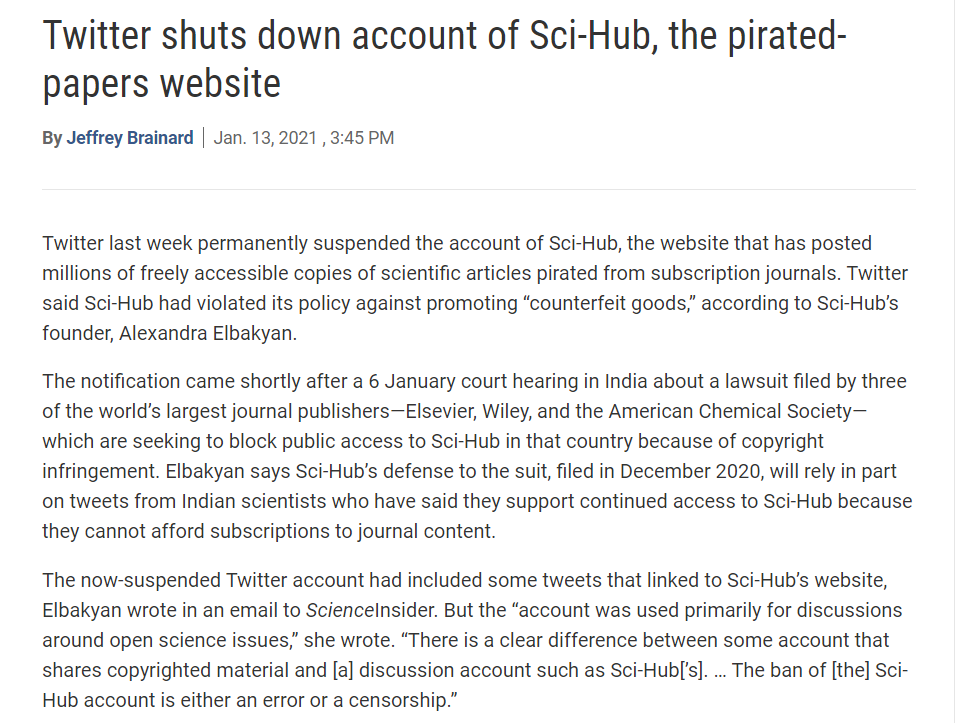 Twitter shuts down account of Sci-Hub, the pirated-
papers website
By Jeffrey Brainard | Jan. 13, 2021 , 3:45 PM
Twitter last week permanently suspended the account of Sci-Hub, the website that has posted
millions of freely accessible copies of scientific articles pirated from subscription journals. Twitter
said Sci-Hub had violated its policy against promoting “counterfeit goods,” according to Sci-Hub’s
founder, Alexandra Elbakyan.
The notification came shortly after a 6 January court hearing in India about a lawsuit filed by three
of the world’s largest journal publishers—Elsevier, Wiley, and the American Chemical Society—
which are seeking to block public access to Sci-Hub in that country because of copyright
infringement. Elbakyan says Sci-Hub’s defense to the suit, filed in December 2020, will rely in part
on tweets from Indian scientists who have said they support continued access to Sci-Hub because
they cannot afford subscriptions to journal content.
The now-suspended Twitter account had included some tweets that linked to Sci-Hub’s website,
Elbakyan wrote in an email to ScienceInsider. But the “account was used primarily for discussions
around open science issues,” she wrote. “There is a clear difference between some account that
shares copyrighted material and [a] discussion account such as Sci-Hub[’s]. … The ban of [the] Sci-
Hub account is either an error or a censorship.”